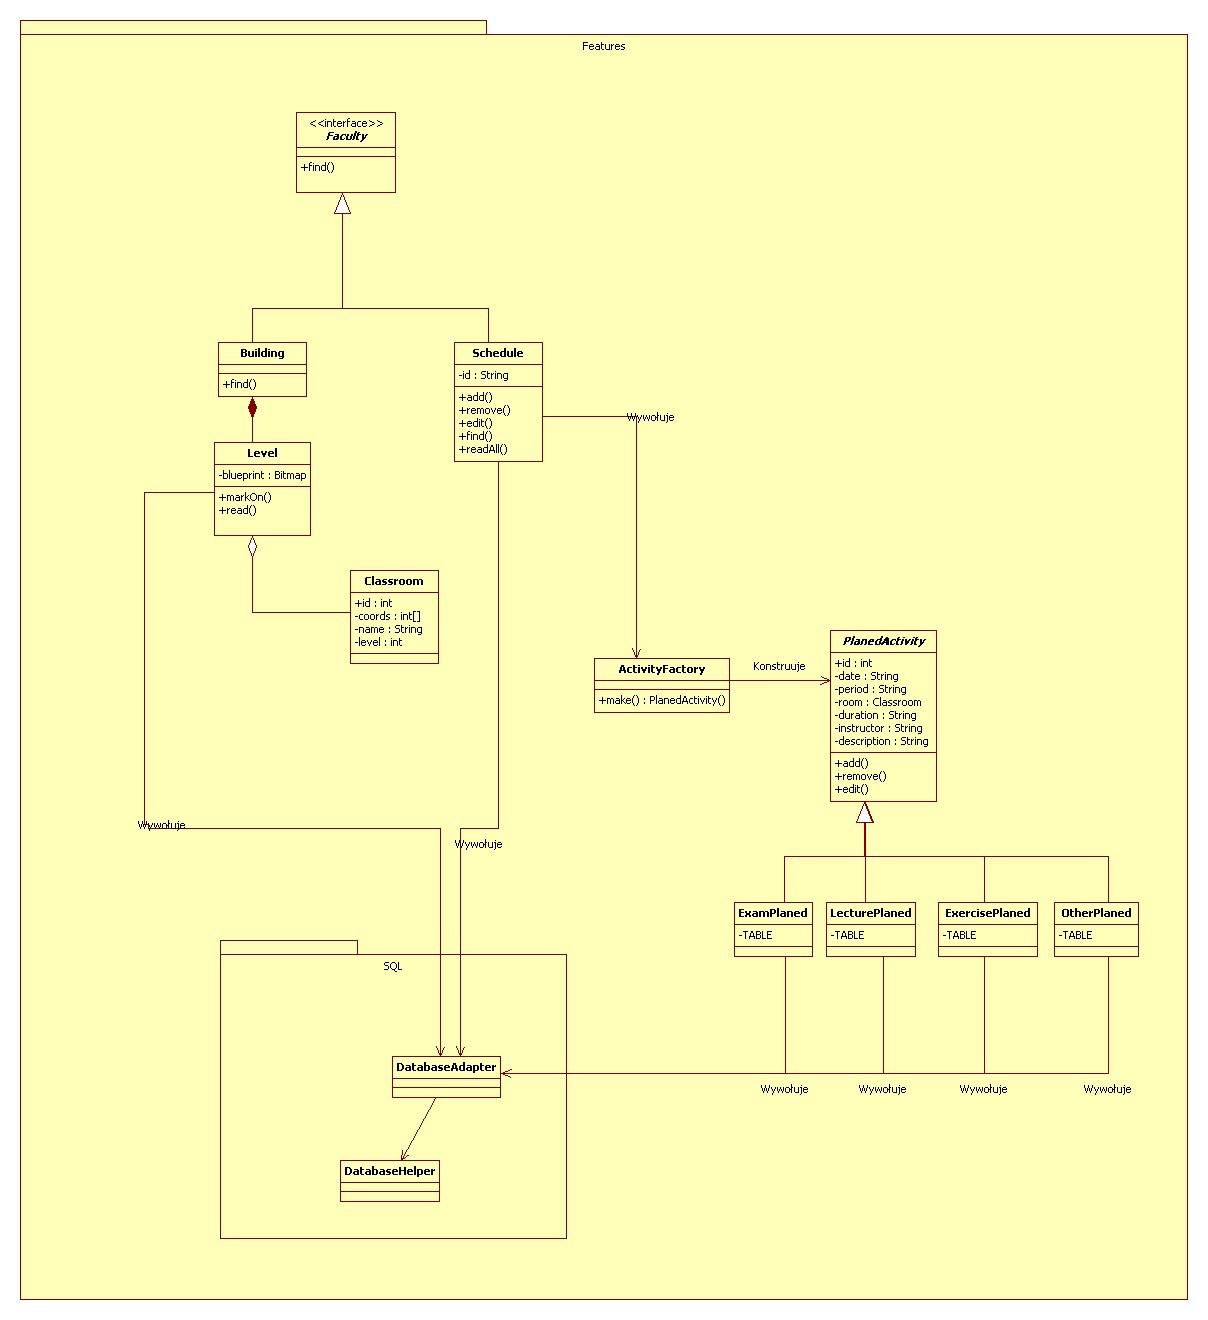 Features
<<interface>>
Faculty
+find()
Building
+find()
Schedule
-id : String
+add()
+remove()
+edit()
+find()
+readAll()
Wywołuje
Level
-blueprint : Bitmap
+markOn()
+read()
Classroom
+id : int
-coords : int[]
-name : String
-level : int
ActivityFactory
+make() : PlanedActivity()
Konstruuje
PlanedActivity
+id : int
-date : String
-period : String
-room : Classroom
-duration : String
-instructor : String
-description : String
+add()
+remove()
+edit()
Wywołuje
Wywołuje
ExamPlaned
-TABLE
LecturePlaned
-TABLE
ExercisePlaned
-TABLE
OtherPlaned
-TABLE
SQL
DatabaseAdapter
Wywołuje
Wywołuje
Wywołuje
Wywołuje
DatabaseHelper